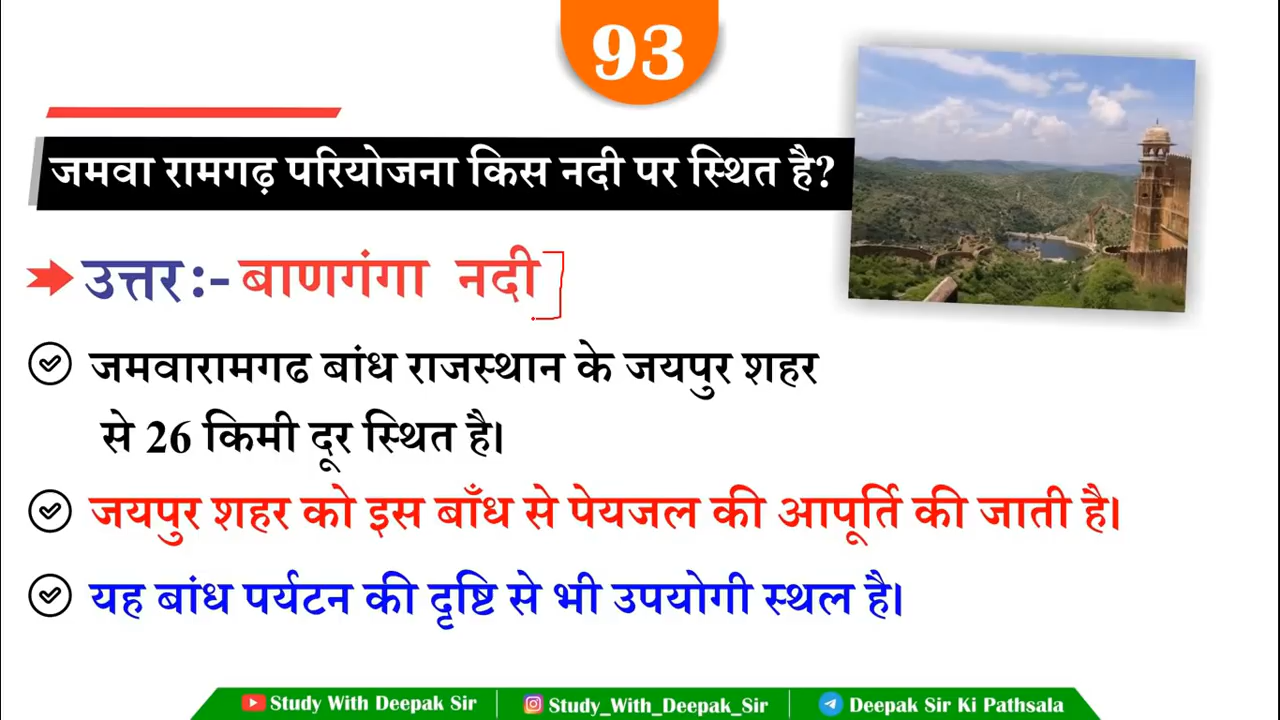 93
जमवा रामगढ़ परियोजना किस नदी पर स्थित है?
उत्तर:- बाणगंगा नदी
जमवारामगढ बांध राजस्थान के जयपुर शहर
से 26 किमी दूर स्थित है।
जयपुर शहर को इस बाँध से पेयजल की आपूर्ति की जाती है।
यह बांध पर्यटन की दृष्टि से भी उपयोगी स्थल है।
Study With Deepak Sir
Study_With_Deepak_Sir
Deepak Sir Ki Pathsala